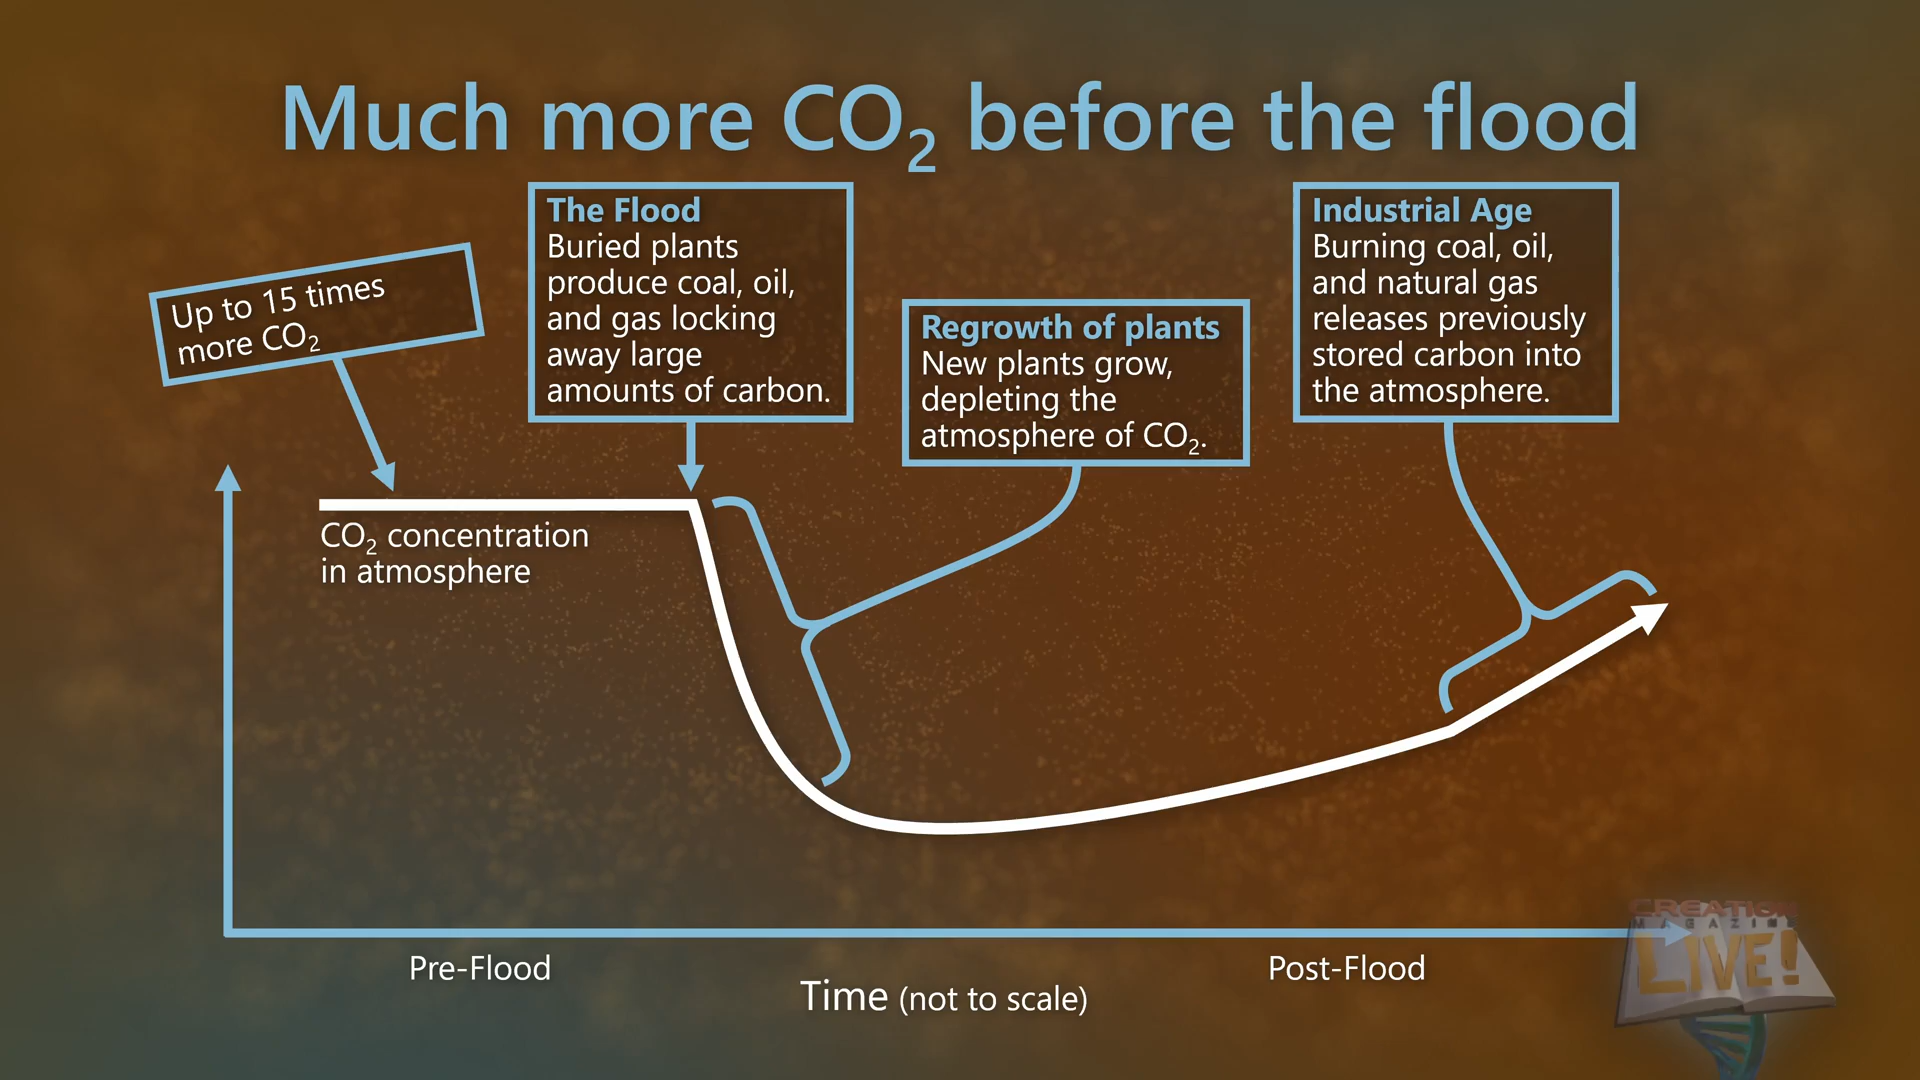 Much more CO₂ before the flood
Up to 15 times
more CO₂
The Flood
Buried plants
produce coal, oil,
and gas locking
away large
amounts of carbon.
Regrowth of plants
New plants grow,
depleting the
atmosphere of CO₂.
Industrial Age
Burning coal, oil,
and natural gas
releases previously
stored carbon into
the atmosphere.
CO₂ concentration
in atmosphere
Pre-Flood
Post-Flood
Time (not to scale)
CREATION
MAGAZINE
LIVE!